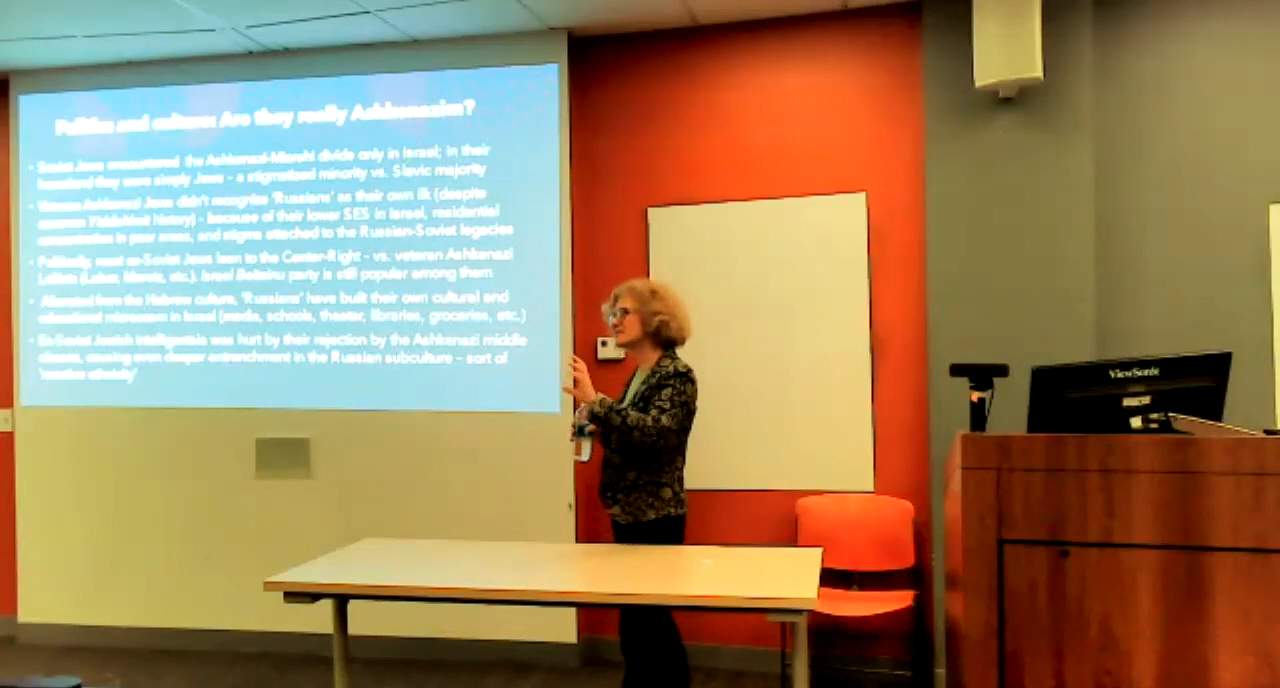 Politics and culture: Are they really Ashkenazim?
Soviet Jews encountered the Ashkenazi-Mizrahi divide only in Israel; in their
homeland they were simply Jews - a stigmatized minority vs. Slavic majority
Veteran Ashkenazi Jews didn't recognize 'Russians' as their own ilk (despite
common history) - because of their lower SES in Israel, residential
concentration in poor areas, and stigma attached to the Russian-Soviet legacies
Politically, most ex-Soviet Jews lean to the Center-Right - vs. veteran Ashkenazi
Lefties (Labor, Meretz, etc.). Israel Beiteinu party is still popular among them
Alienated from the Hebrew culture, 'Russians' have built their own cultural and
educational microcosm in Israel (media, schools, theater, libraries, groceries, etc.)
Ex-Soviet Jewish intelligentsia was hurt by their rejection by the Ashkenazi middle
classes, causing even deeper entrenchment in the Russian subculture - sort of
'reactive ethnicity'
ViewSonic